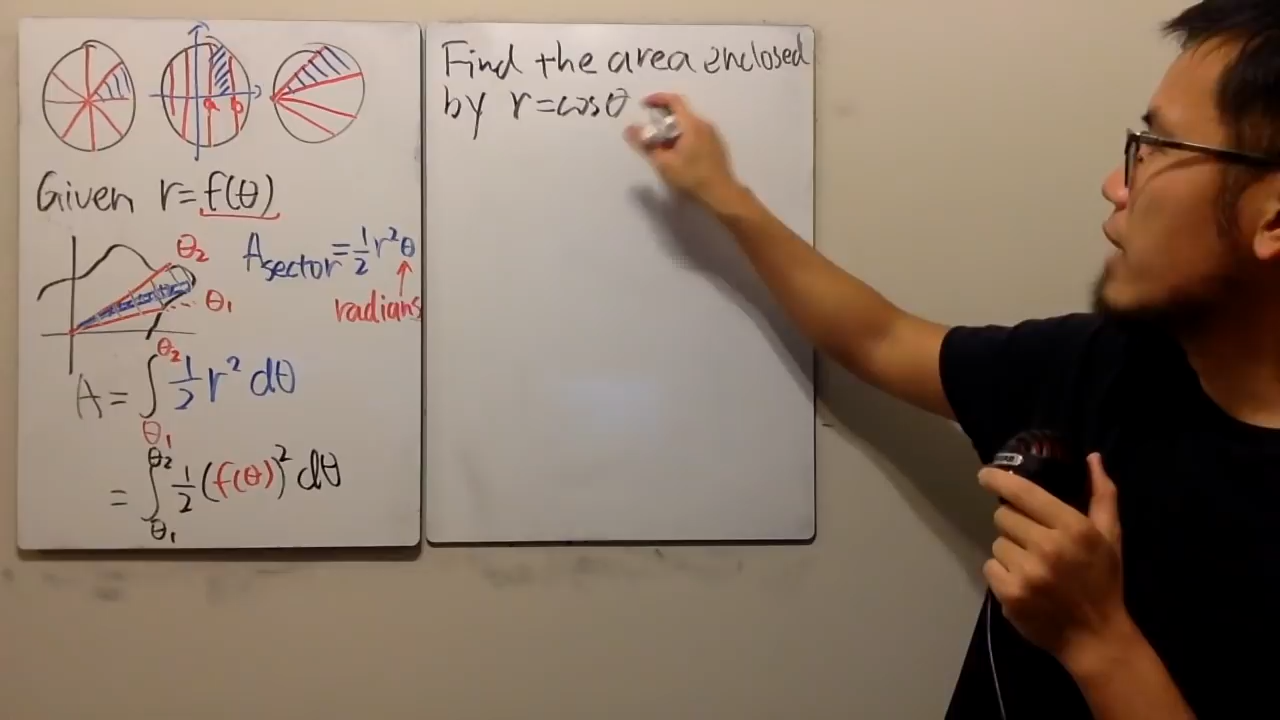 a b
Given r = f(θ)
θ₂
θ₁
A sector = 1/2 r² θ
radians
A = ∫_{θ₁}^{θ₂} 1/2 r² dθ
= ∫_{θ₁}^{θ₂} 1/2 (f(θ))² dθ
Find the area enclosed
by r = cosθ